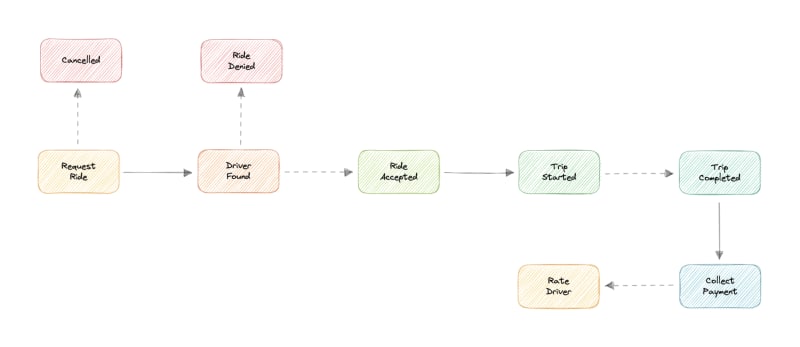 Cancelled
Ride
Denied
Request
Ride
Driver
Found
Ride
Accepted
Trip
Started
Trip
Completed
Rate
Driver
Collect
Payment